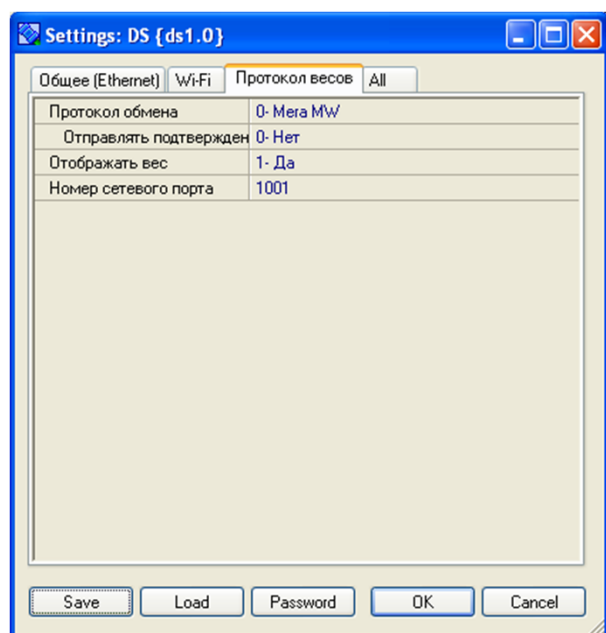 Settings: DS {ds1.0}
Общее (Ethernet) Wi-Fi Протокол весов All
Протокол обмена 0- Мега MW
Отправлять подтвержден 0- Нет
Отображать вес 1- Да
Номер сетевого порта 1001
Save Load Password OK Cancel